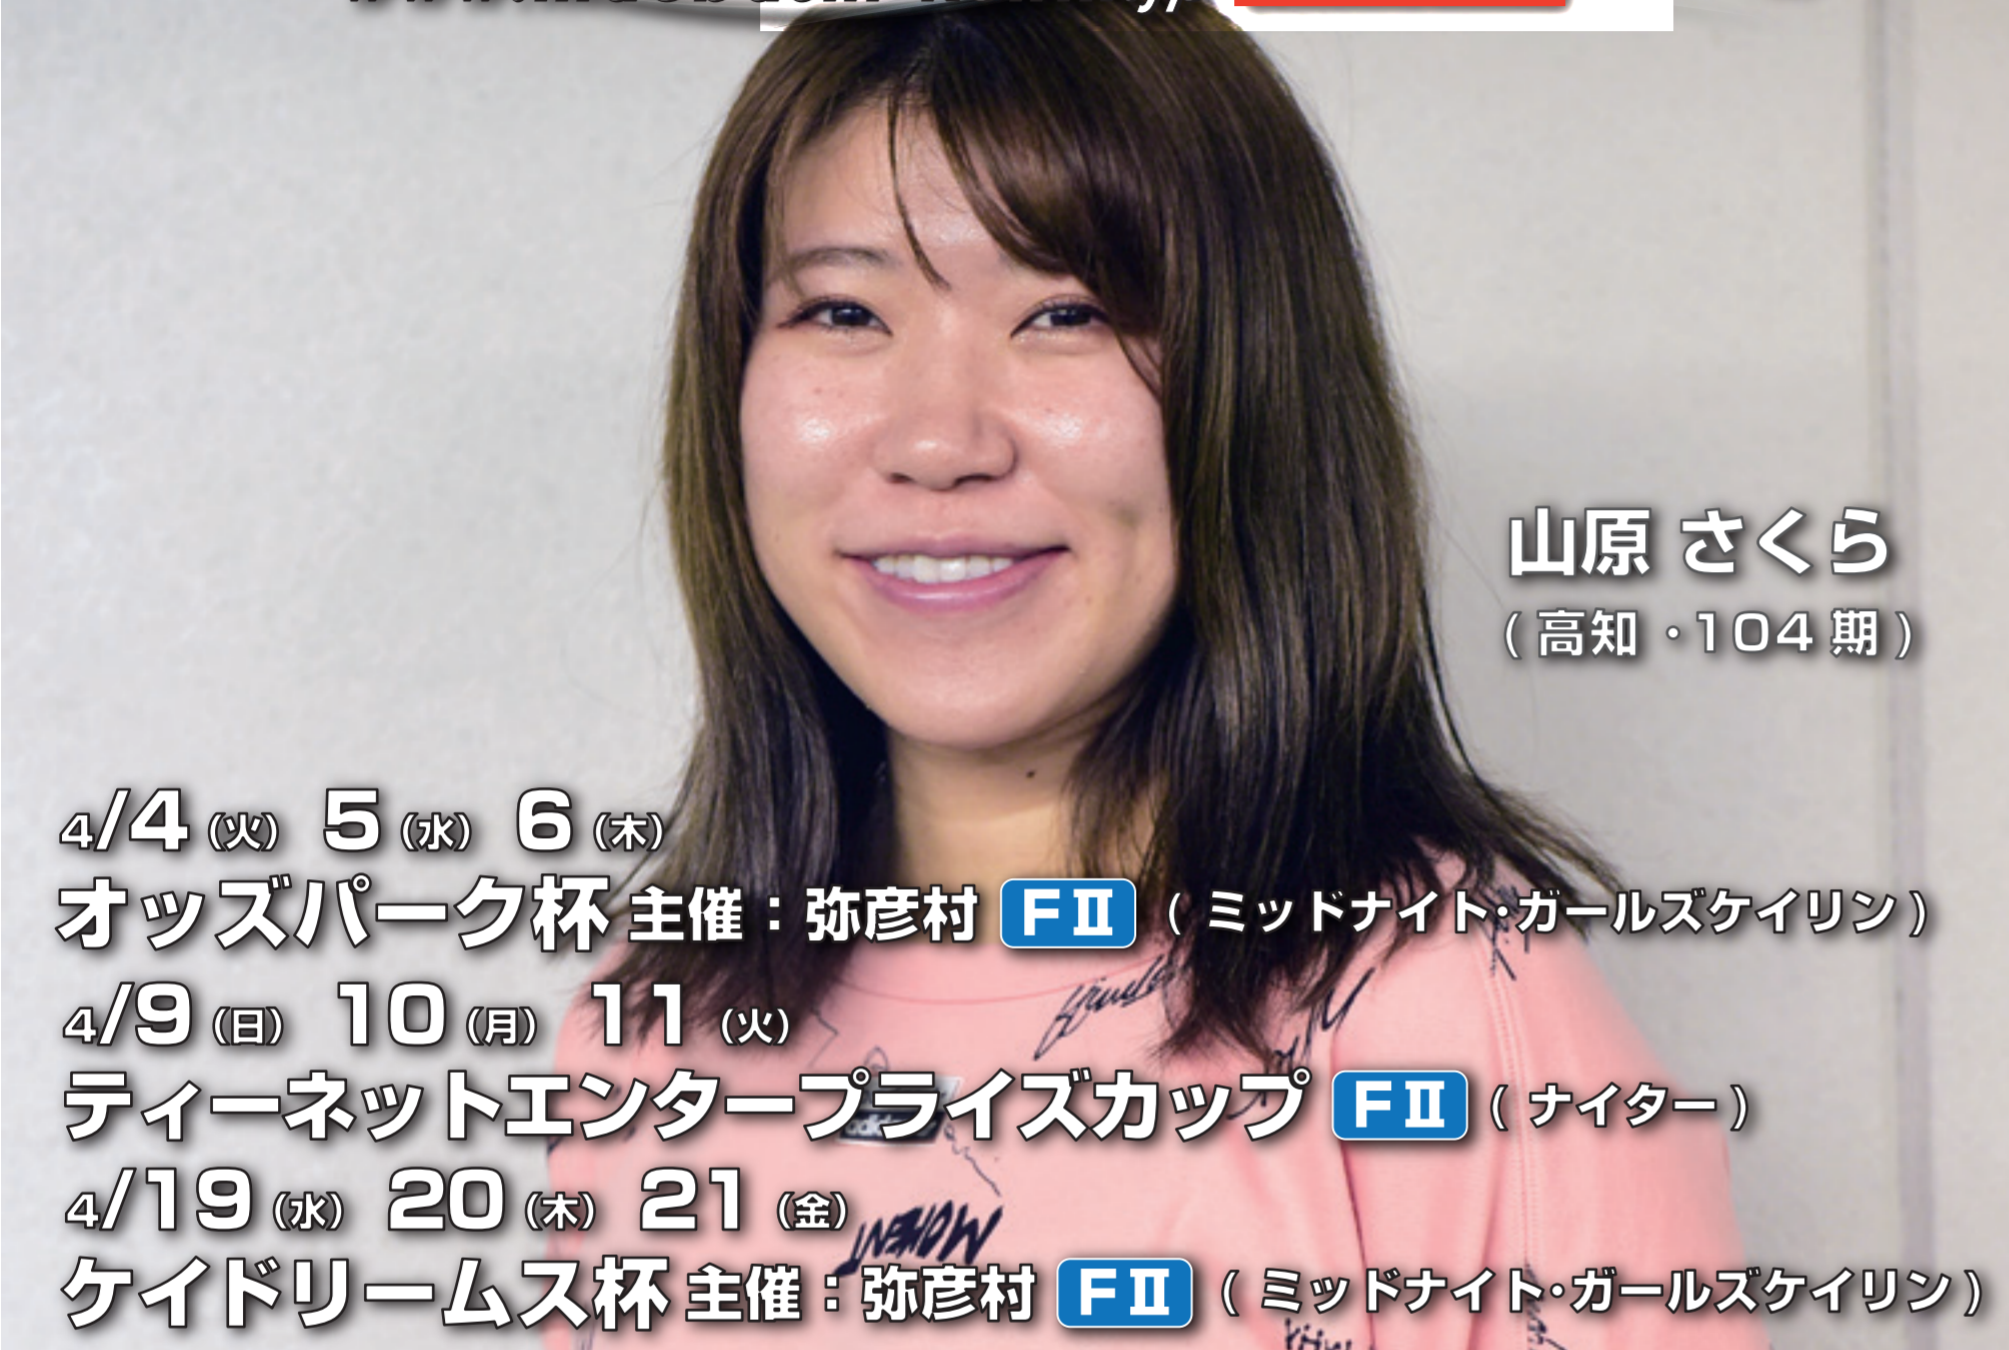 山原 さくら
(高知・104期)
4/4(火) 5(水) 6(木)
オッズパーク杯 主催：弥彦村 FⅡ (ミッドナイト・ガールズケイリン)
4/9(日) 10(月) 11(火)
ティーネットエンタープライズカップ FⅡ (ナイター)
4/19(水) 20(木) 21(金)
ケイドリームス杯 主催：弥彦村 FⅡ (ミッドナイト・ガールズケイリン)